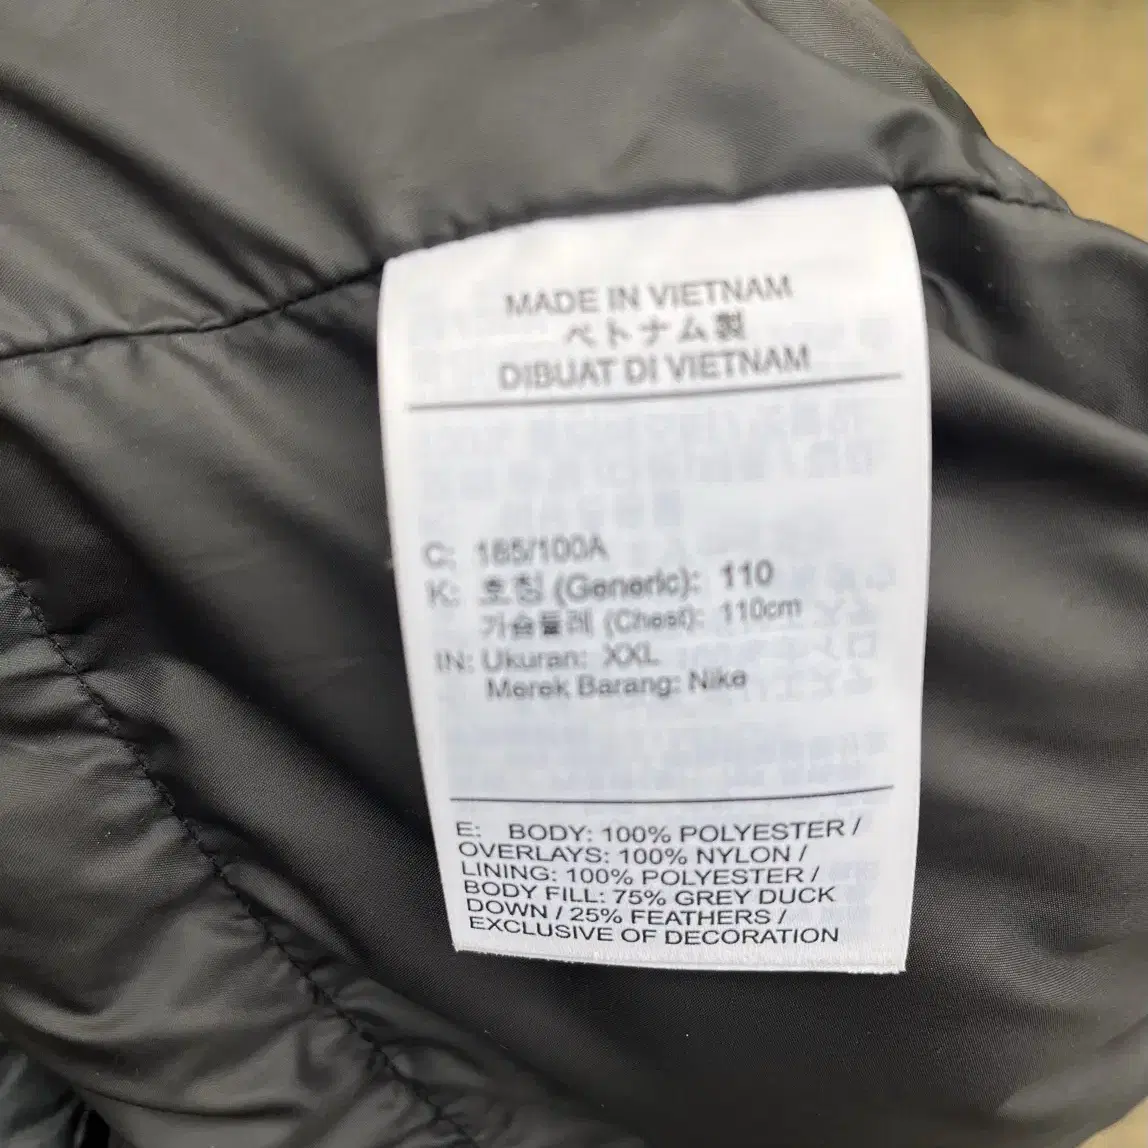 MADE IN VIETNAM
ベトナム製
DIBUAT DI VIETNAM
C: 185/100A
K: 호칭 (Generic): 110
가슴둘레 (Chest): 110cm
IN: Ukuran: XXL
Merek Barang: Nike
E: BODY: 100% POLYESTER /
OVERLAYS: 100% NYLON /
LINING: 100% POLYESTER /
BODY FILL: 75% GREY DUCK
DOWN / 25% FEATHERS /
EXCLUSIVE OF DECORATION